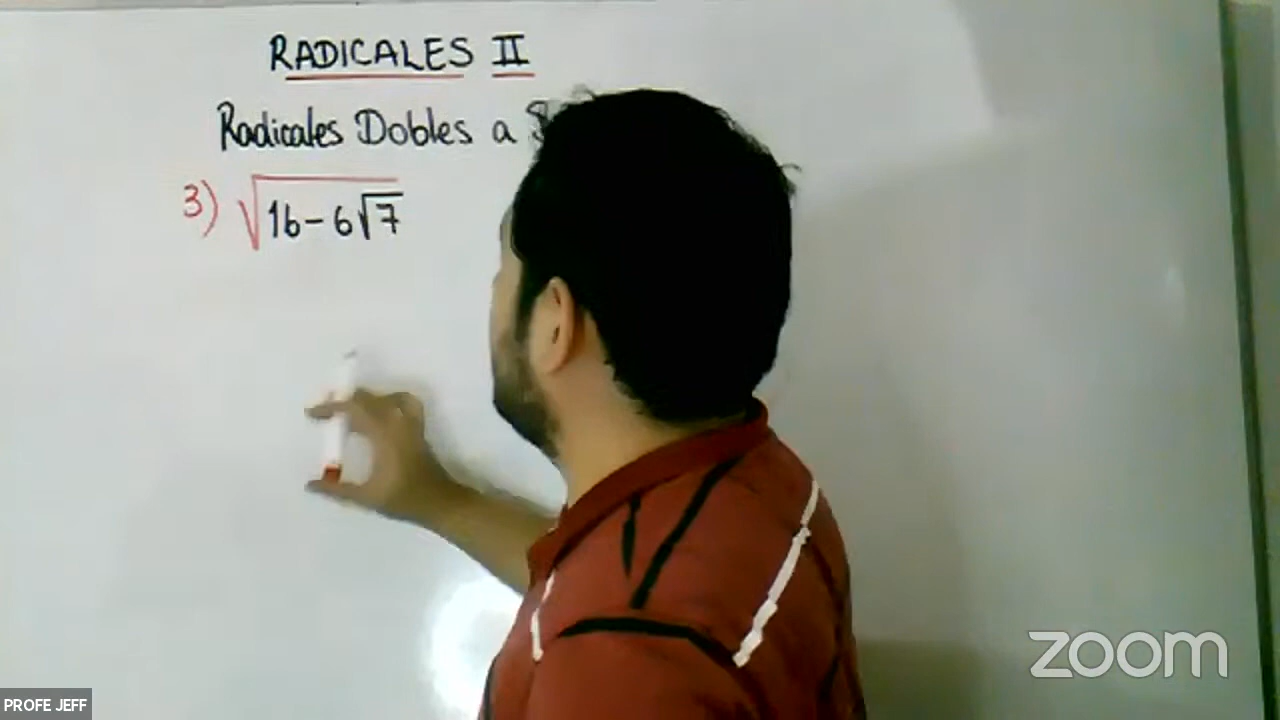 RADICALES II
Radicales Dobles a
3) √16-6√7
zoom
PROFE JEFF